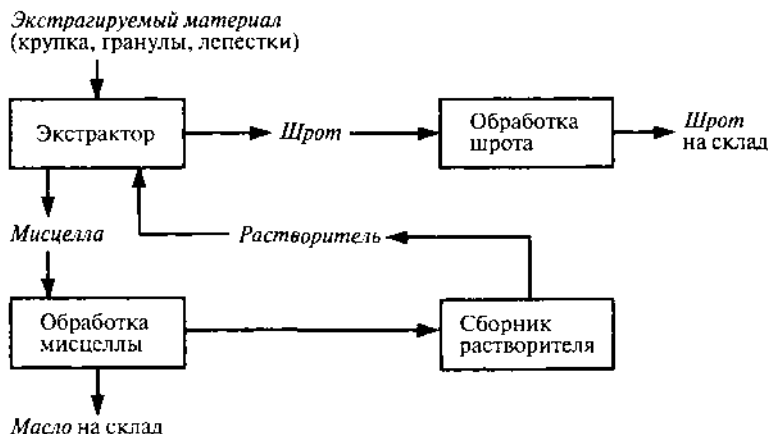 Экстрагируемый материал
(крупка, гранулы, лепестки)
Экстрактор
Шрот
Обработка
шрота
Шрот
на склад
Мисцелла
Растворитель
Обработка
мисцеллы
Сборник
растворителя
Масло на склад